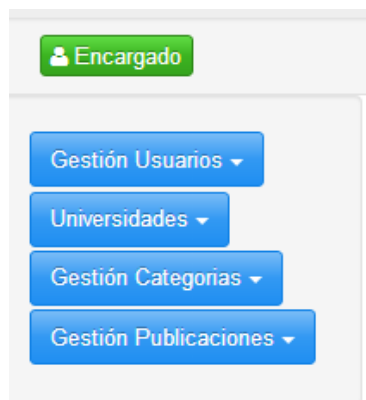 Encargado
Gestión Usuarios
Universidades
Gestión Categorias
Gestión Publicaciones